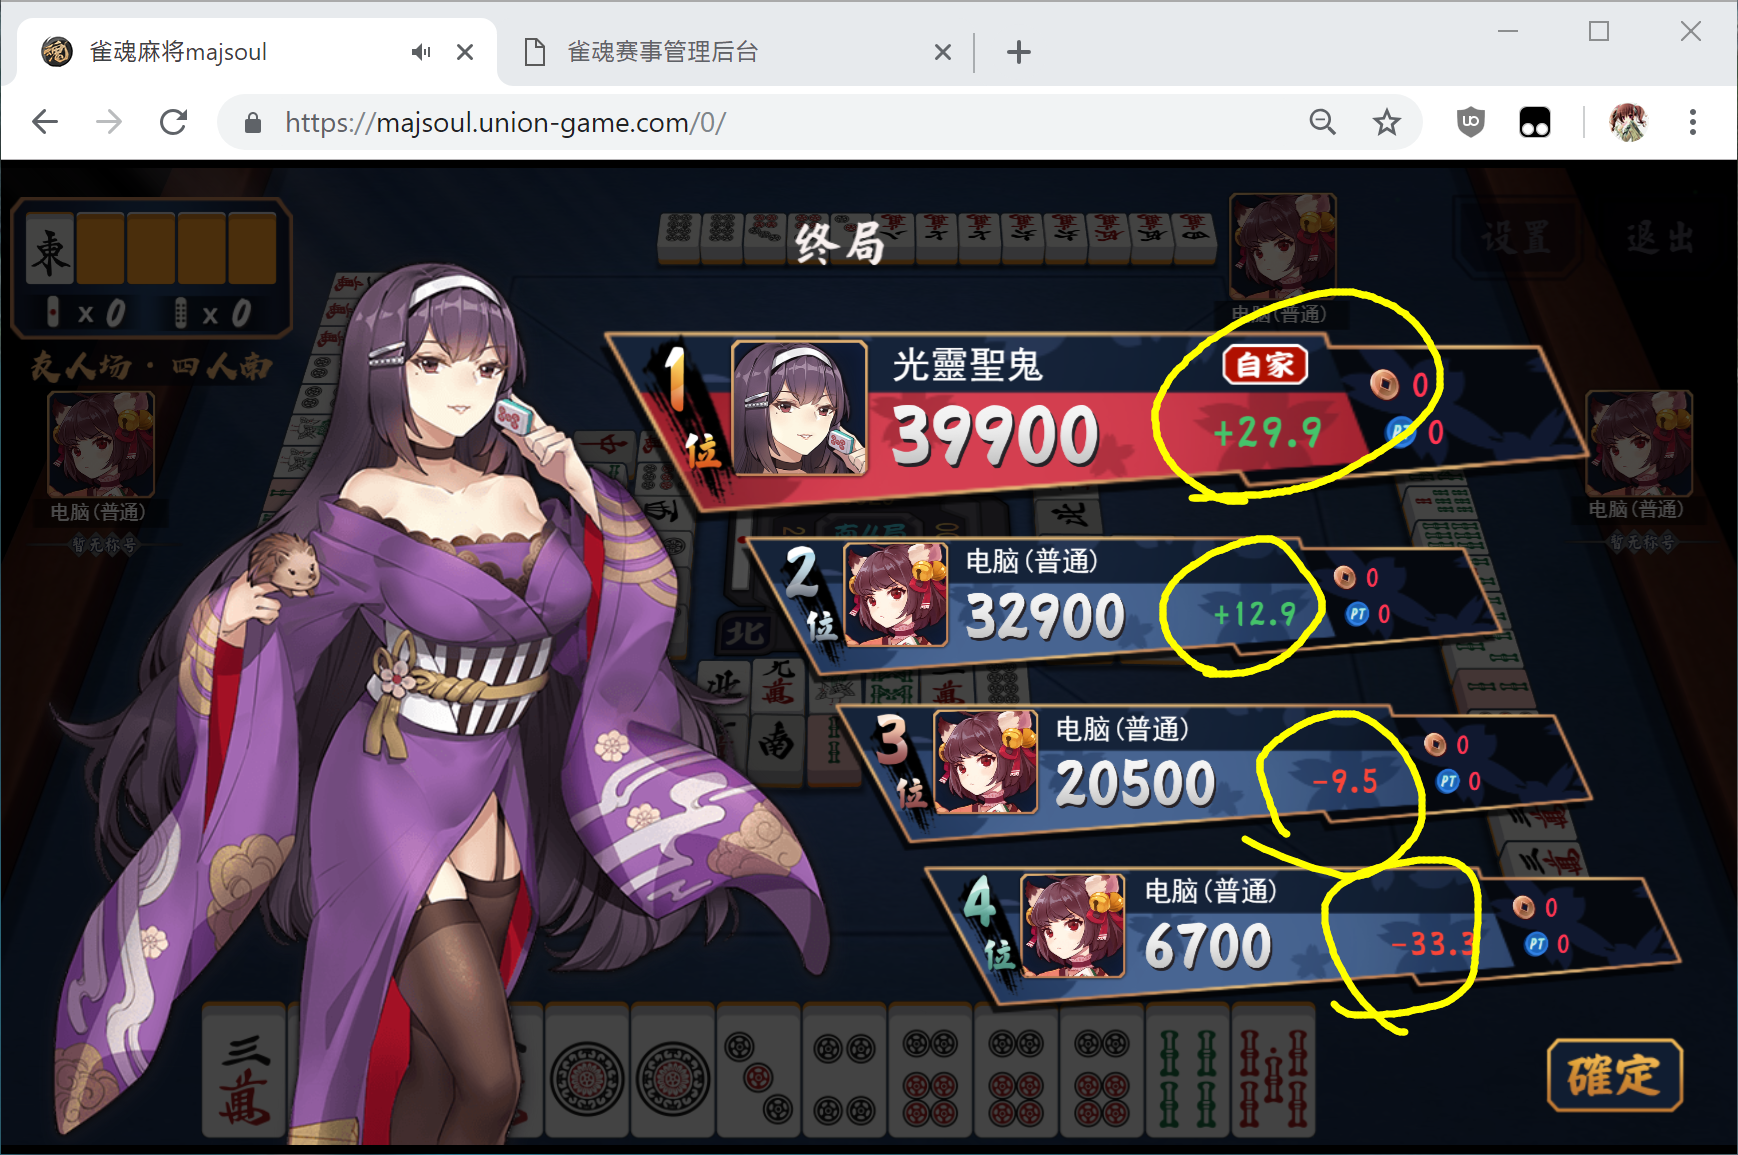 雀魂麻将majsoul
雀魂赛事管理后台
https://majsoul.union-game.com/0/
東
x 0
x 0
友人场·四人南
终局
设置
退出
电脑(普通)
1位
光靈聖鬼
自家
39900
+29.9
0
PT 0
电脑(普通)
暂无称号
电脑(普通)
暂无称号
2位
电脑(普通)
32900
+12.9
0
PT 0
北
3位
电脑(普通)
20500
-9.5
0
PT 0
4位
电脑(普通)
6700
-33.3
0
PT 0
三萬
確定